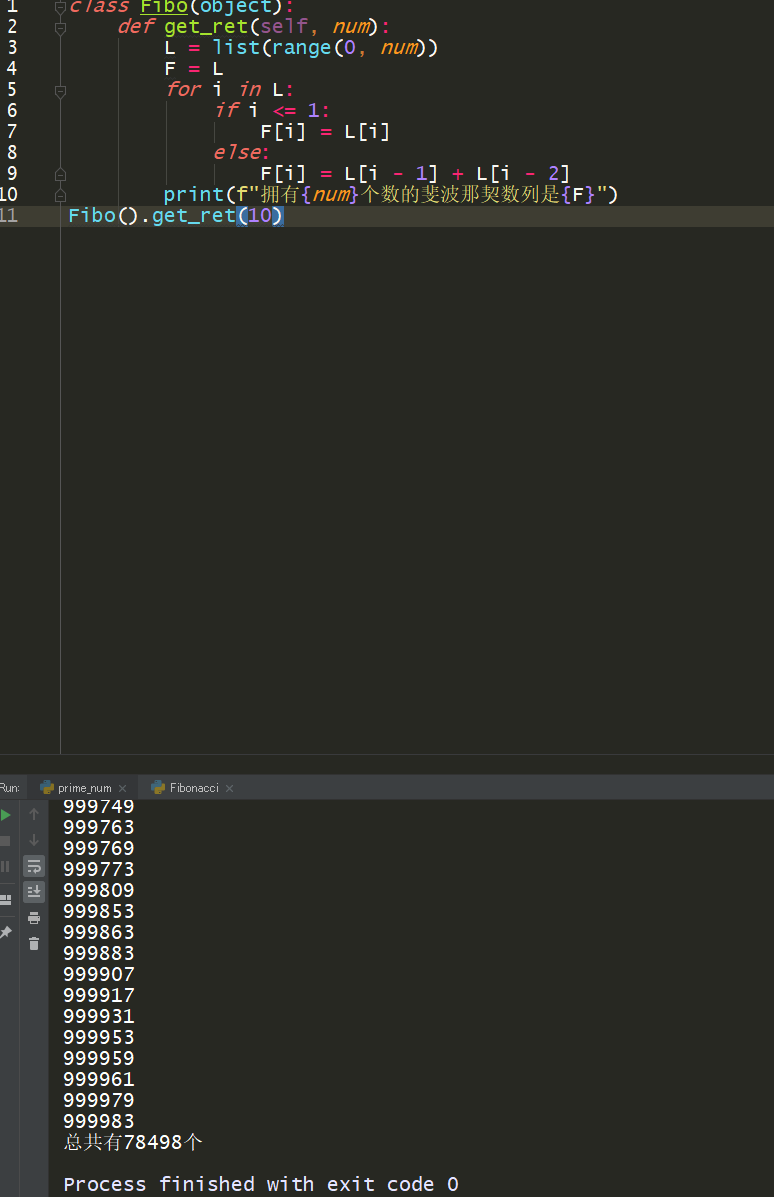 1 class Fibo(object):
2 def get_ret(self, num):
3 L = list(range(0, num))
4 F = L
5 for i in L:
6 if i <= 1:
7 F[i] = L[i]
8 else:
9 F[i] = L[i - 1] + L[i - 2]
10 print(f"拥有{num}个数的斐波那契数列是{F}")
11 Fibo().get_ret(10)
Run: prime_num × Fibonacci ×
999749
999763
999769
999773
999809
999853
999863
999883
999907
999917
999931
999953
999959
999961
999979
999983
总共有78498个
Process finished with exit code 0